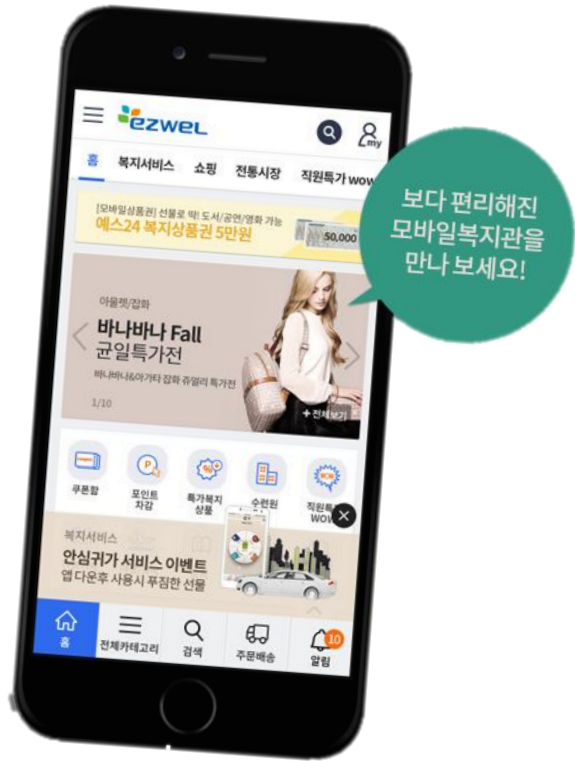 ezwel
my
홈 복지서비스 쇼핑 전통시장 직원특가 wow
[모바일상품권] 선물로 딱! 도서/공연/영화 가능
예스24 복지상품권 5만원
50,000
보다 편리해진
모바일복지관을
만나 보세요!
아울렛/잡화
바나바나 Fall
균일특가전
바나바나&아가타 잡화 쥬얼리 특가전
1/10
+전체보기
쿠폰함
포인트
차감
특가복지
상품
수련원
직원특
WOW
복지서비스
안심귀가 서비스 이벤트
앱 다운후 사용시 푸짐한 선물
홈
전체카테고리
검색
주문배송
10
알림